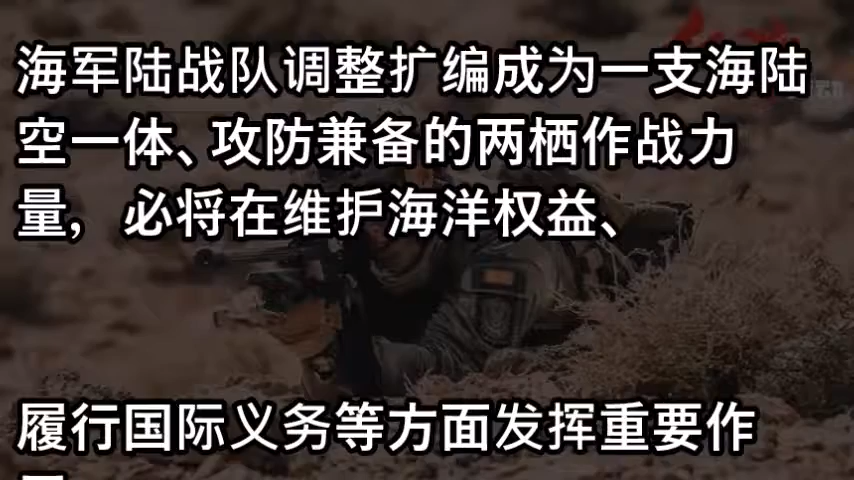 海军陆战队调整扩编成为一支海陆
空一体、攻防兼备的两栖作战力
量，必将在维护海洋权益、
履行国际义务等方面发挥重要作